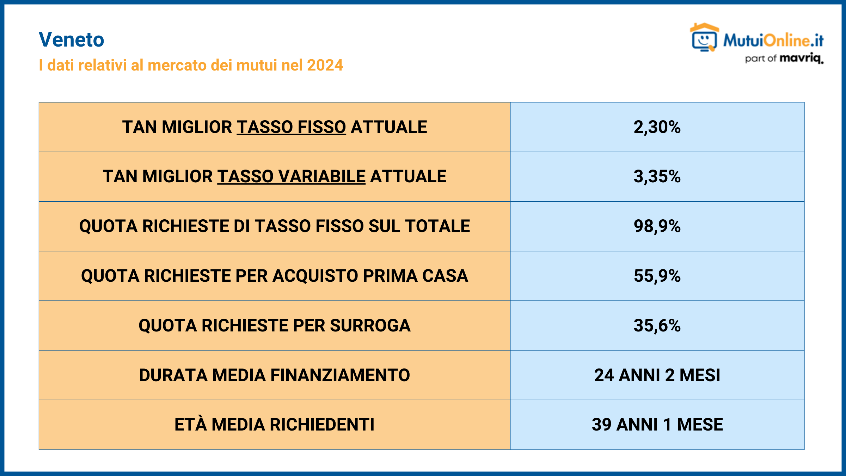 Veneto
I dati relativi al mercato dei mutui nel 2024
MutuiOnline.it
part of mavriq.
TAN MIGLIOR TASSO FISSO ATTUALE 2,30%
TAN MIGLIOR TASSO VARIABILE ATTUALE 3,35%
QUOTA RICHIESTE DI TASSO FISSO SUL TOTALE 98,9%
QUOTA RICHIESTE PER ACQUISTO PRIMA CASA 55,9%
QUOTA RICHIESTE PER SURROGA 35,6%
DURATA MEDIA FINANZIAMENTO 24 ANNI 2 MESI
ETÀ MEDIA RICHIEDENTI 39 ANNI 1 MESE